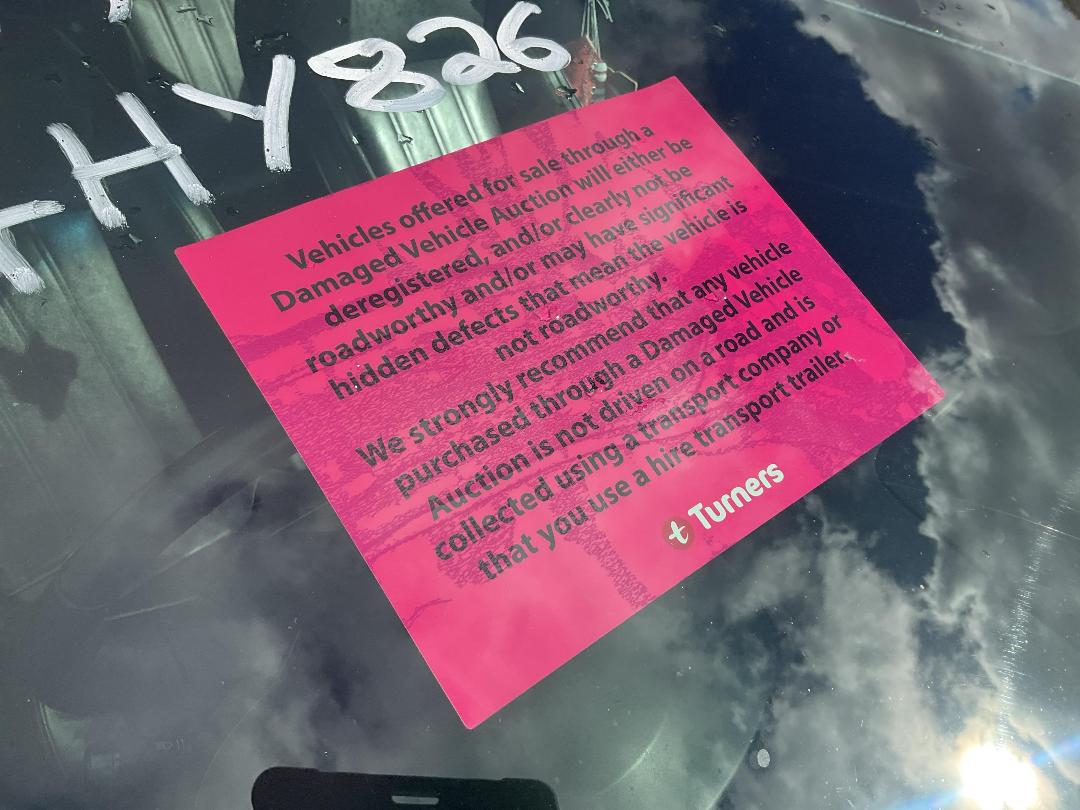 HY826
Vehicles offered for sale through a
Damaged Vehicle Auction will either be
deregistered, and/or clearly not be
roadworthy and/or may have significant
hidden defects that mean the vehicle is
not roadworthy.
We strongly recommend that any vehicle
purchased through a Damaged Vehicle
Auction is not driven on a road and is
collected using a transport company or
that you use a hire transport trailer.
t Turners